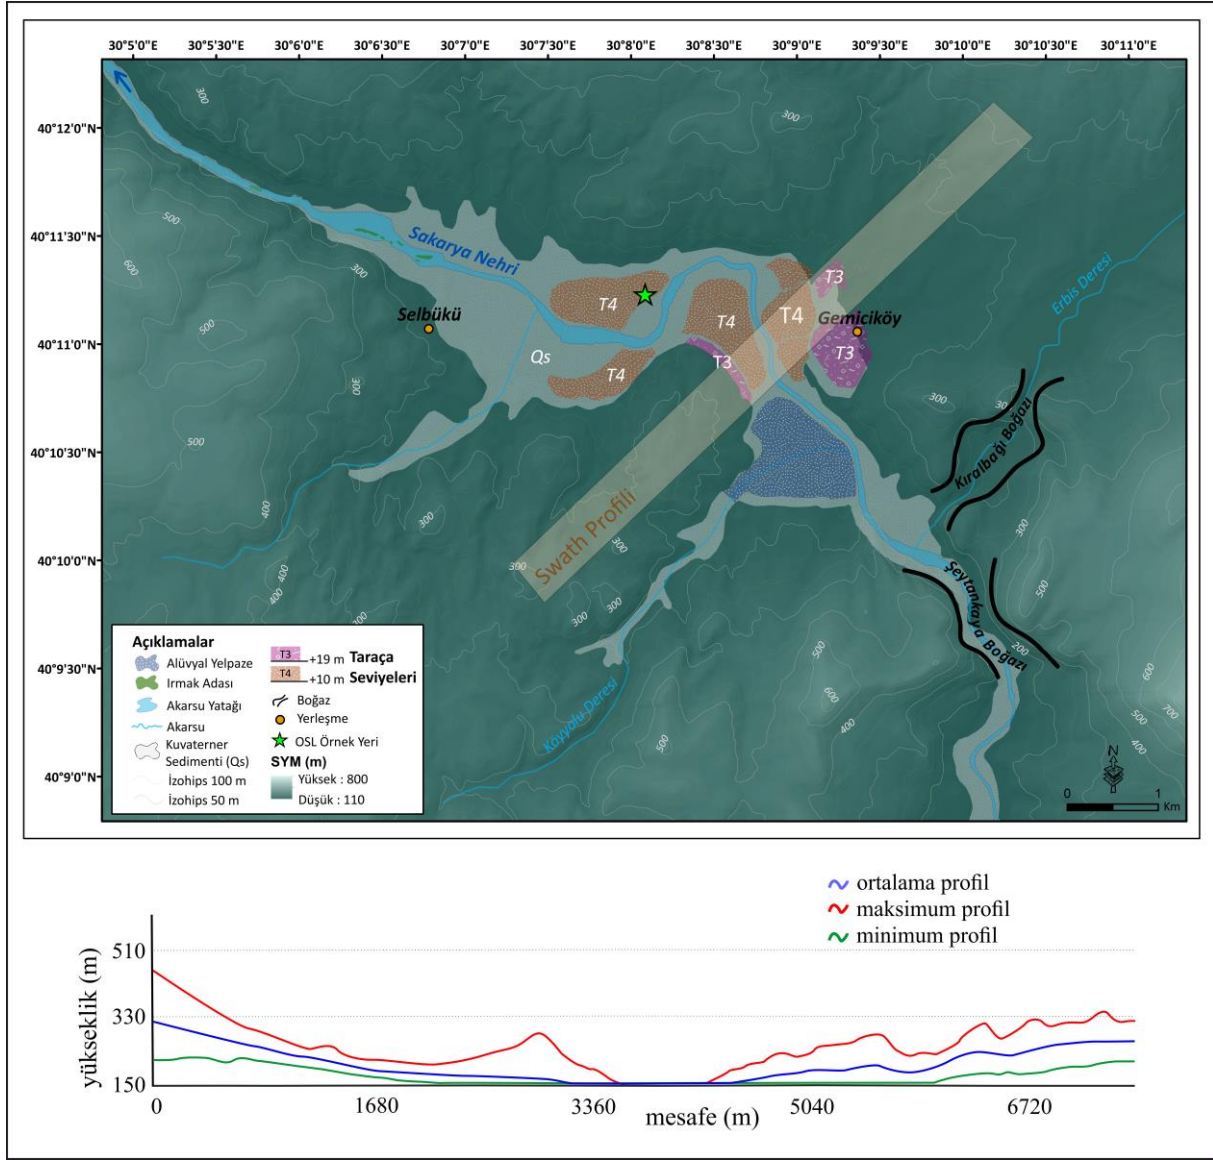 30°5'0"E 30°5'30"E 30°6'0"E 30°6'30"E 30°7'0"E 30°7'30"E 30°8'0"E 30°8'30"E 30°9'0"E 30°9'30"E 30°10'0"E 30°10'30"E 30°11'0"E
40°12'0"N
40°11'30"N
40°11'0"N
40°10'30"N
40°10'0"N
40°9'30"N
40°9'0"N
300
300
500
600
500
300
300
500
400
300
400
400
300
300
300
300
300
500
500
600
400
300
300
300
500
200
600
500
700
400
Sakarya Nehri
Selbükü
Qs
T4
T4
T4
T4
T3
T3
T3
Gemiciköy
Erbis Deresi
Kıralbağı Boğazı
Şeytankaya Boğazı
Swath Profili
Köyyolu Deresi
Açıklamalar
Alüvyal Yelpaze
Irmak Adası
Akarsu Yatağı
Akarsu
Kuvaterner
Sedimenti (Qs)
İzohips 100 m
İzohips 50 m
T3 +19 m Taraça
T4 +10 m Seviyeleri
Boğaz
Yerleşme
OSL Örnek Yeri
SYM (m)
Yüksek : 800
Düşük : 110
N
0 1
Km
ortalama profil
maksimum profil
minimum profil
yükseklik (m)
510
330
150
0 1680 3360 5040 6720
mesafe (m)